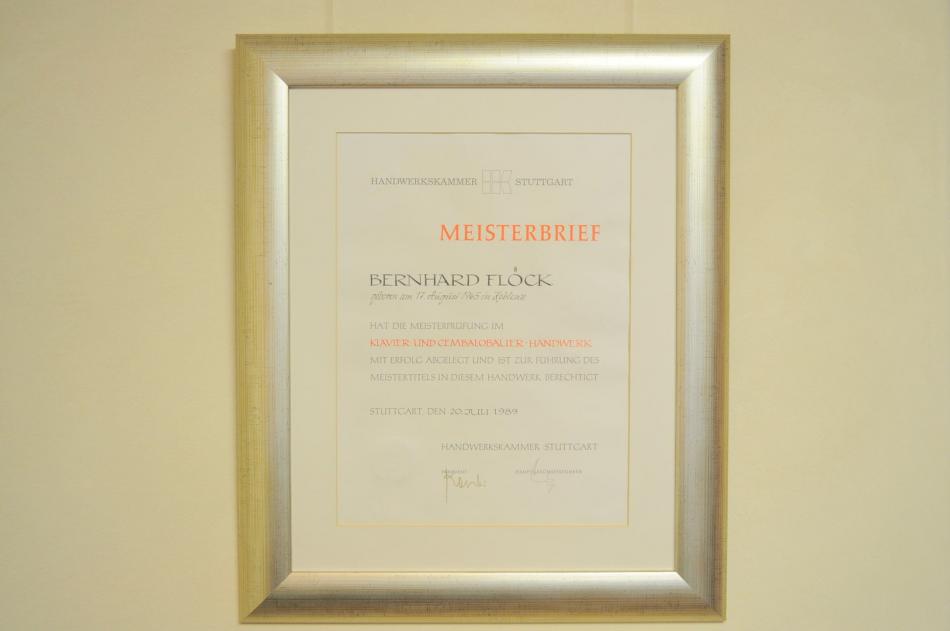 HANDWERKSKAMMER HK STUTTGART
MEISTERBRIEF
BERNHARD FLÖCK
geboren am 17. August 1965 in Koblenz
HAT DIE MEISTERPRÜFUNG IM
KLAVIER- UND CEMBALOBAUER-HANDWERK
MIT ERFOLG ABGELEGT UND IST ZUR FÜHRUNG DES
MEISTERTITELS IN DIESEM HANDWERK BERECHTIGT
STUTTGART, DEN 20. JULI 1989
HANDWERKSKAMMER STUTTGART
PRÄSIDENT HAUPTGESCHÄFTSFÜHRER